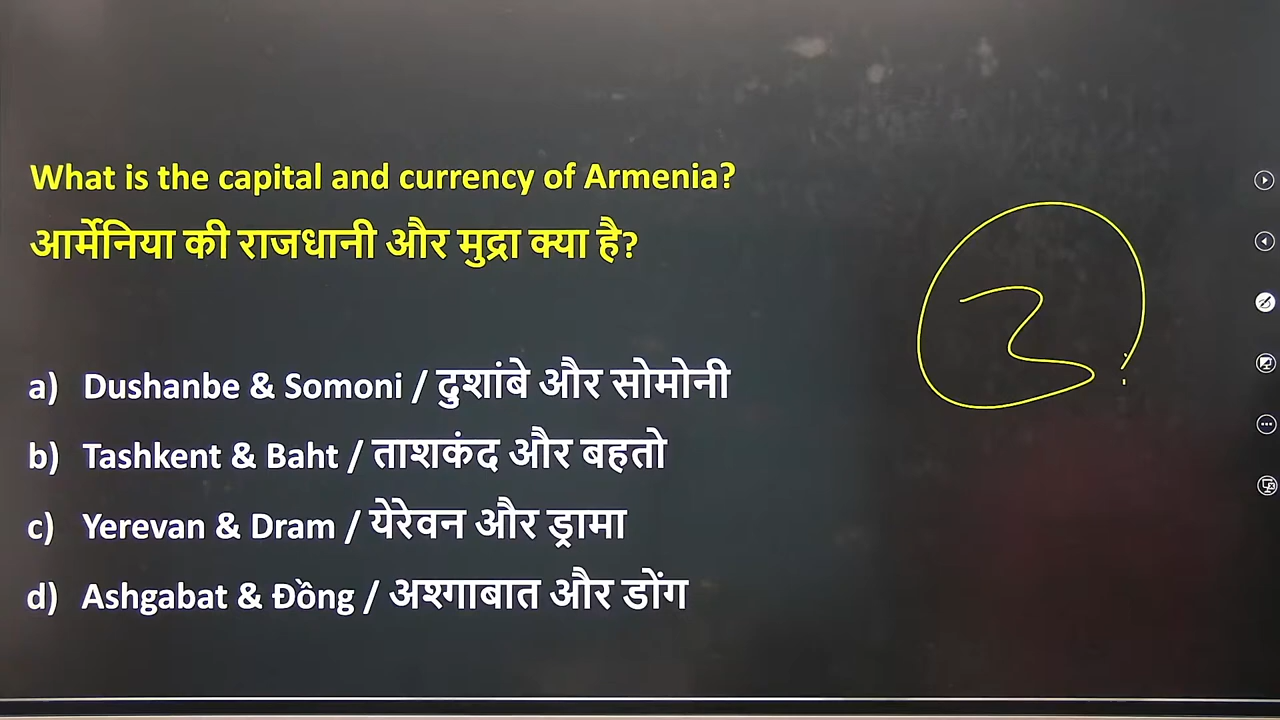 What is the capital and currency of Armenia?
आर्मेनिया की राजधानी और मुद्रा क्या है?
2
a) Dushanbe & Somoni / दुशांबे और सोमोनी
b) Tashkent & Baht / ताशकंद और बहतो
c) Yerevan & Dram / येरेवन और ड्रामा
d) Ashgabat & Đồng / अश्गाबात और डोंग